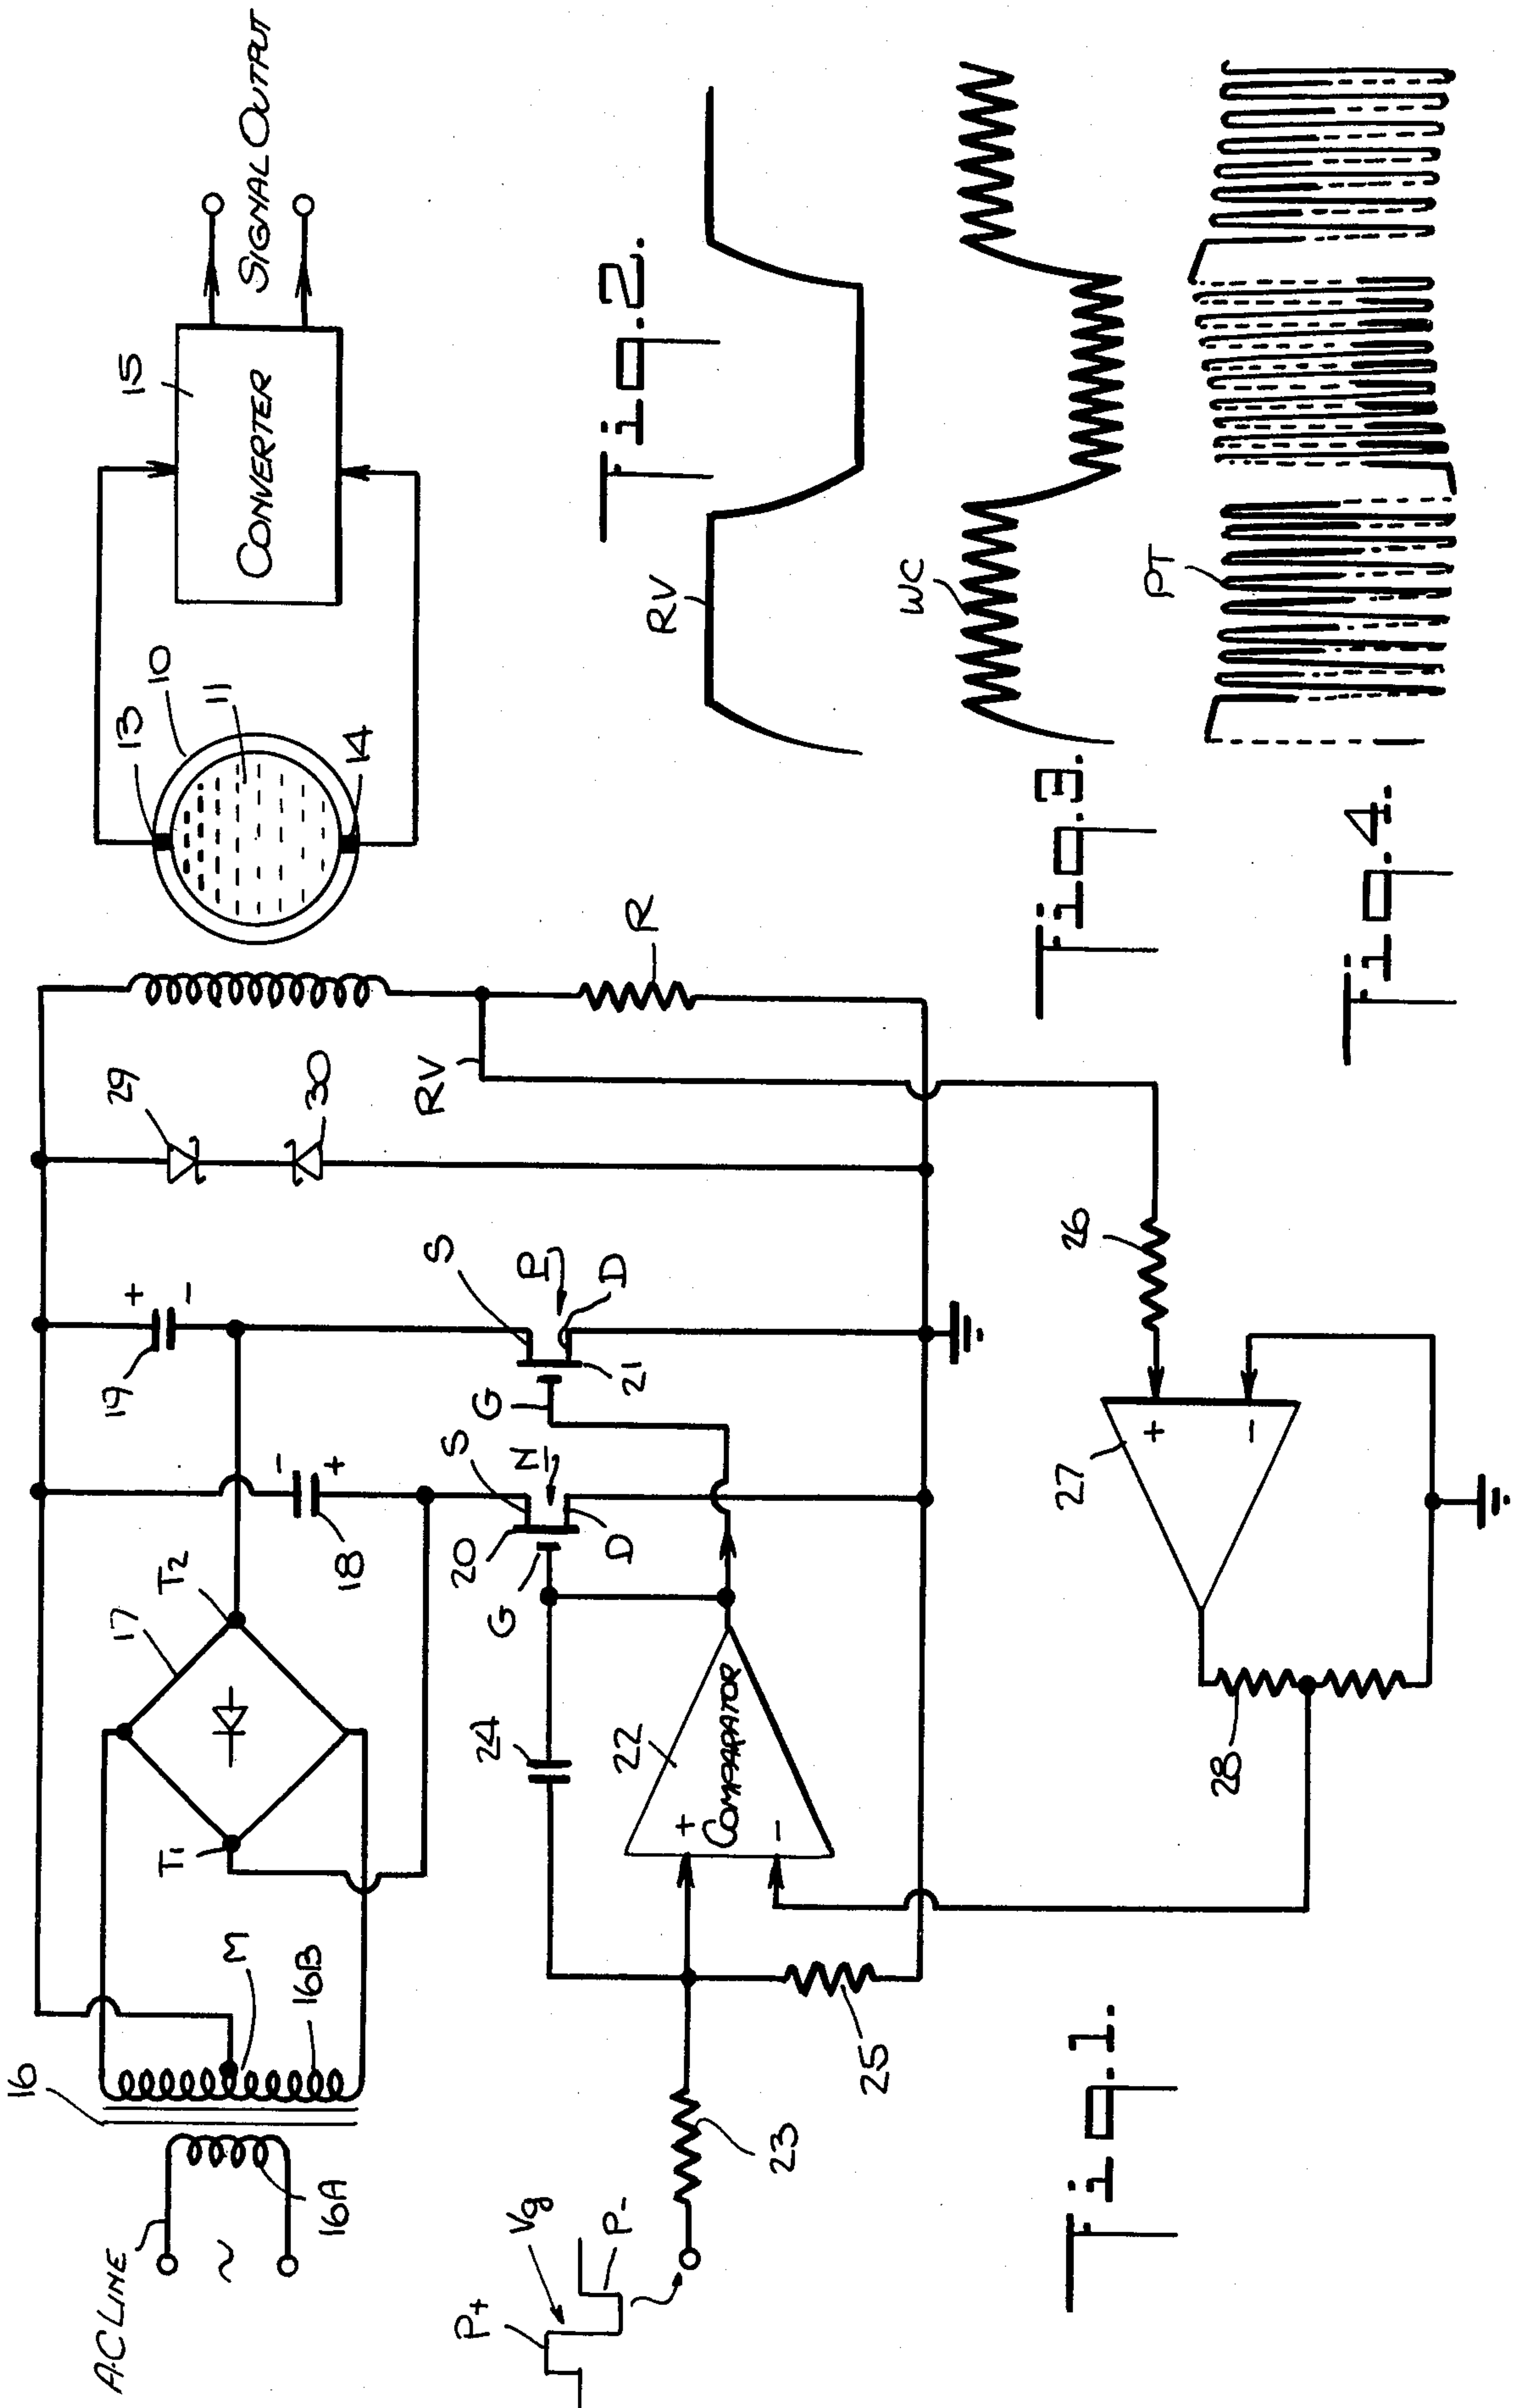 A·C LINE
~
16
16A
16B
M
T1
T2
17
18
- +
19
+ -
20
G
S
D
N
21
G
S
D
P
29
30
RV
R
13
10
11
14
15
CONVERTER
SIGNAL OUTPUT
P+
Vg
P-
23
24
25
22
COMPARATOR
+
-
26
27
+
-
28
Fig. 1.
Fig. 2.
RV
Fig. 3.
WC
Fig. 4.
PT